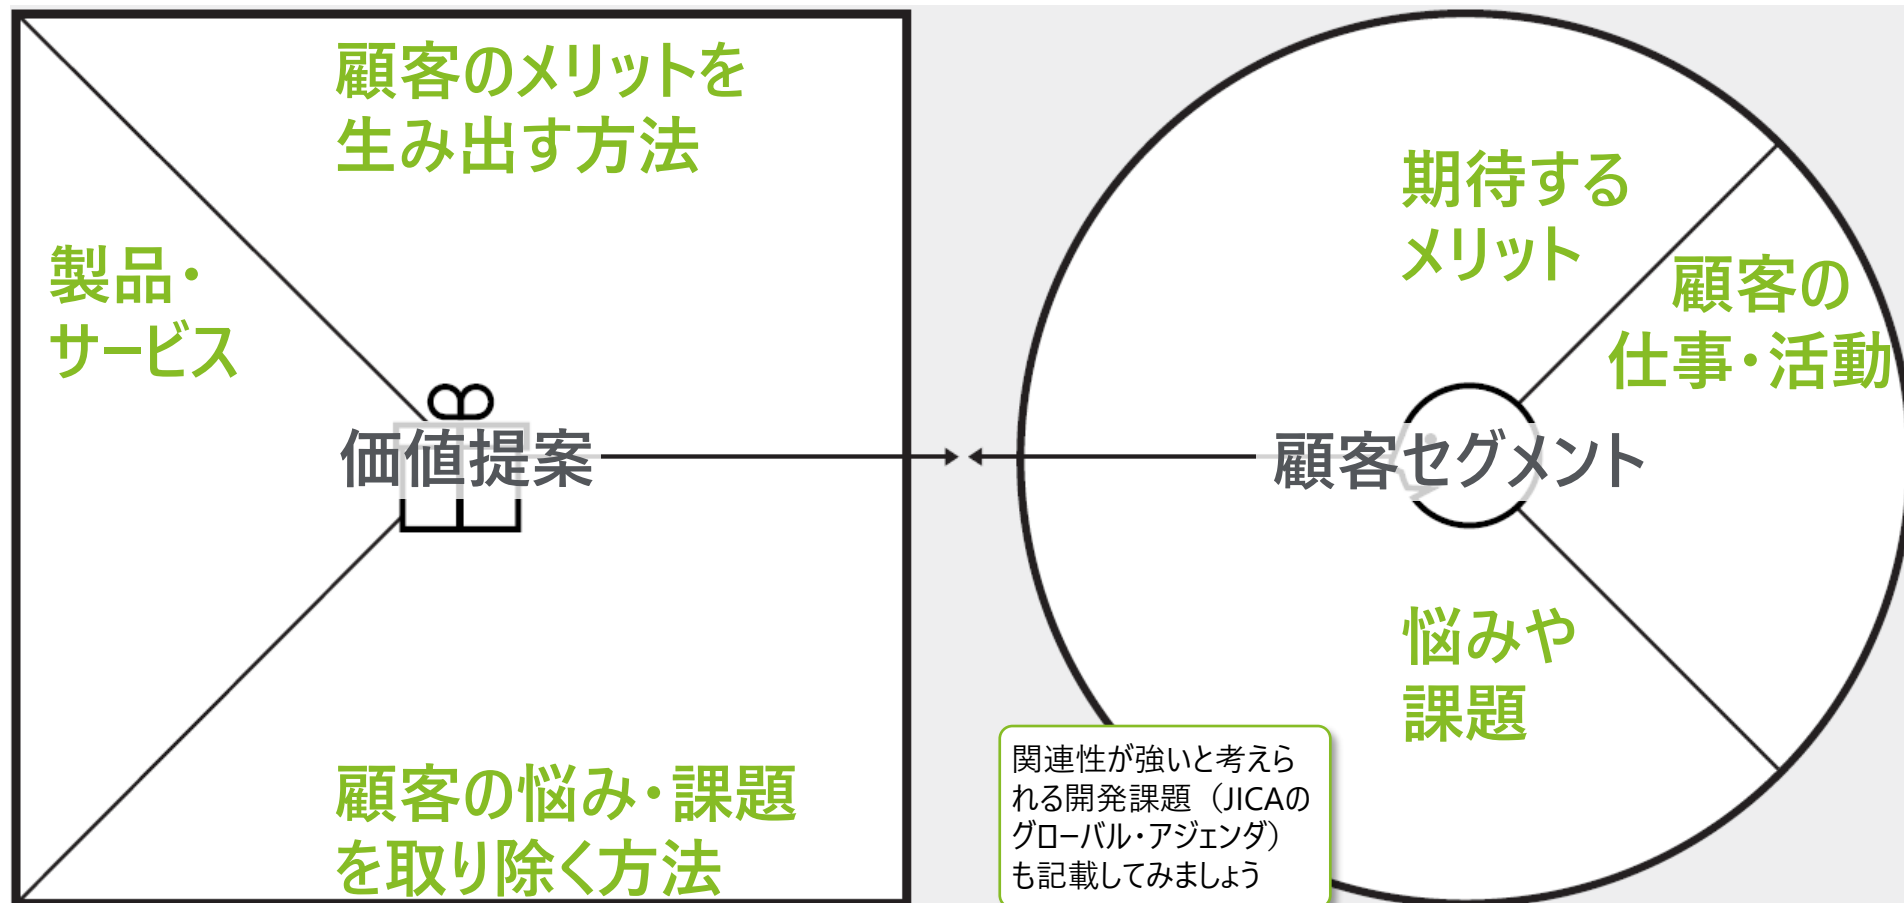 顧客のメリットを
生み出す方法
製品・
サービス
価値提案
顧客の悩み・課題
を取り除く方法
期待する
メリット
顧客の
仕事・活動
顧客セグメント
悩みや
課題
関連性が強いと考えら
れる開発課題（JICAの
グローバル・アジェンダ）
も記載してみましょう